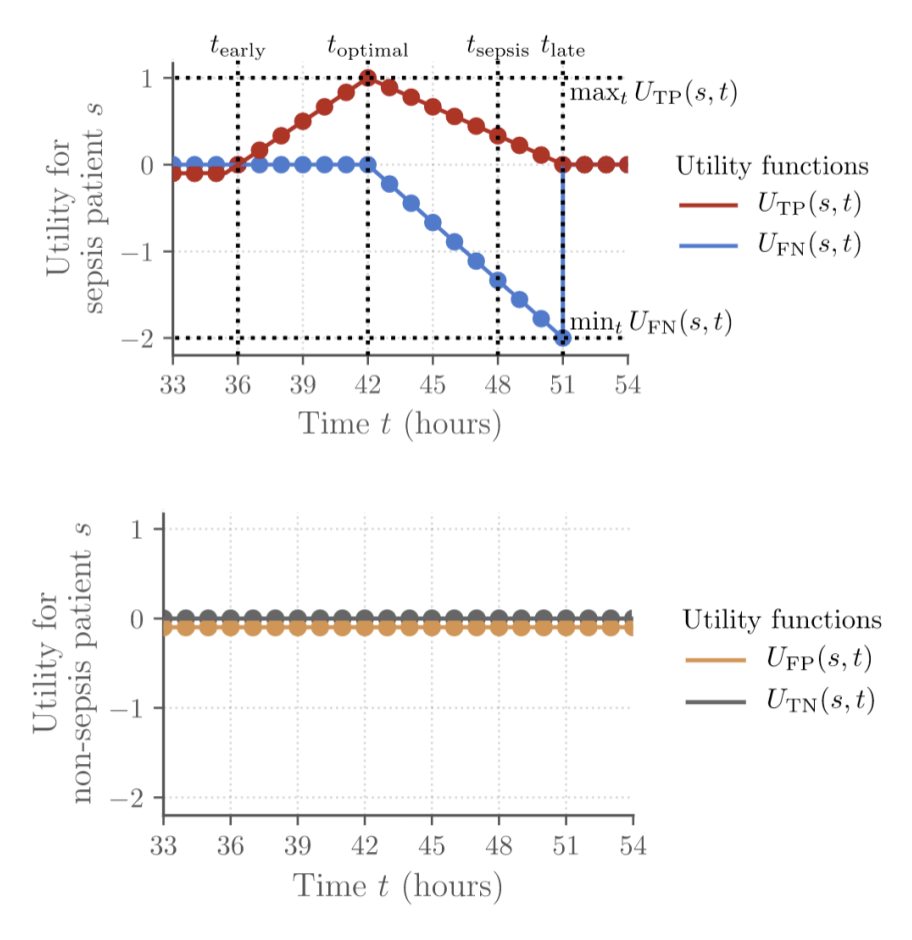 t_early t_optimal t_sepsis t_late
1
max_t U_TP(s, t)
0
−1
−2
min_t U_FN(s, t)
Utility for
sepsis patient s
33 36 39 42 45 48 51 54
Time t (hours)
Utility functions
U_TP(s, t)
U_FN(s, t)
1
0
−1
−2
Utility for
non-sepsis patient s
33 36 39 42 45 48 51 54
Time t (hours)
Utility functions
U_FP(s, t)
U_TN(s, t)